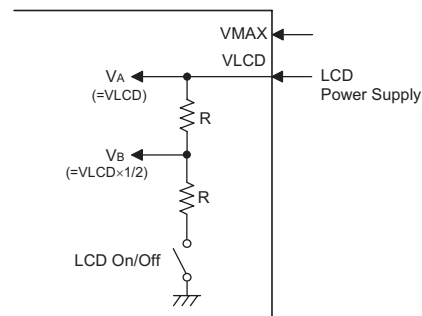 VMAX
VLCD
LCD
Power Supply
VA
(=VLCD)
R
VB
(=VLCD×1/2)
R
LCD On/Off